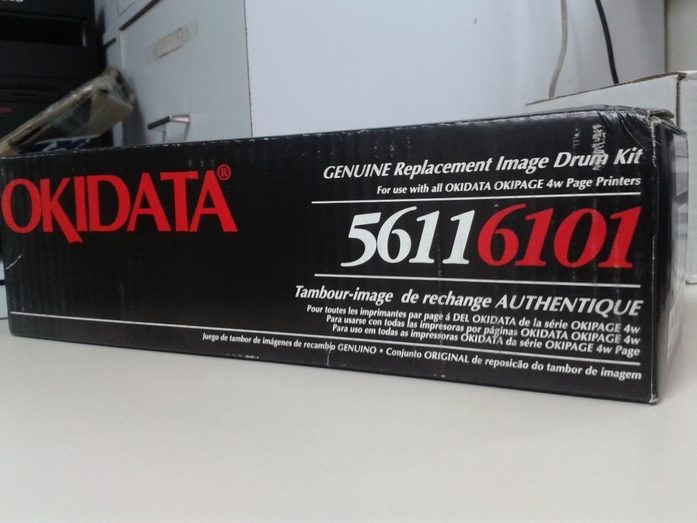 OKIDATA®
GENUINE Replacement Image Drum Kit
For use with all OKIDATA OKIPAGE 4w Page Printers
56116101
Tambour-image de rechange AUTHENTIQUE
Pour toutes les imprimantes par page á DEL OKIDATA de la série OKIPAGE 4w
Para usarse con todas las impresoras por páginas OKIDATA OKIPAGE 4w
Para uso em todas as impressoras OKIDATA da série OKIPAGE 4w Page
Juego de tambor de imágenes de recambio GENUINO • Conjunto ORIGINAL de reposição do tambor de imagem